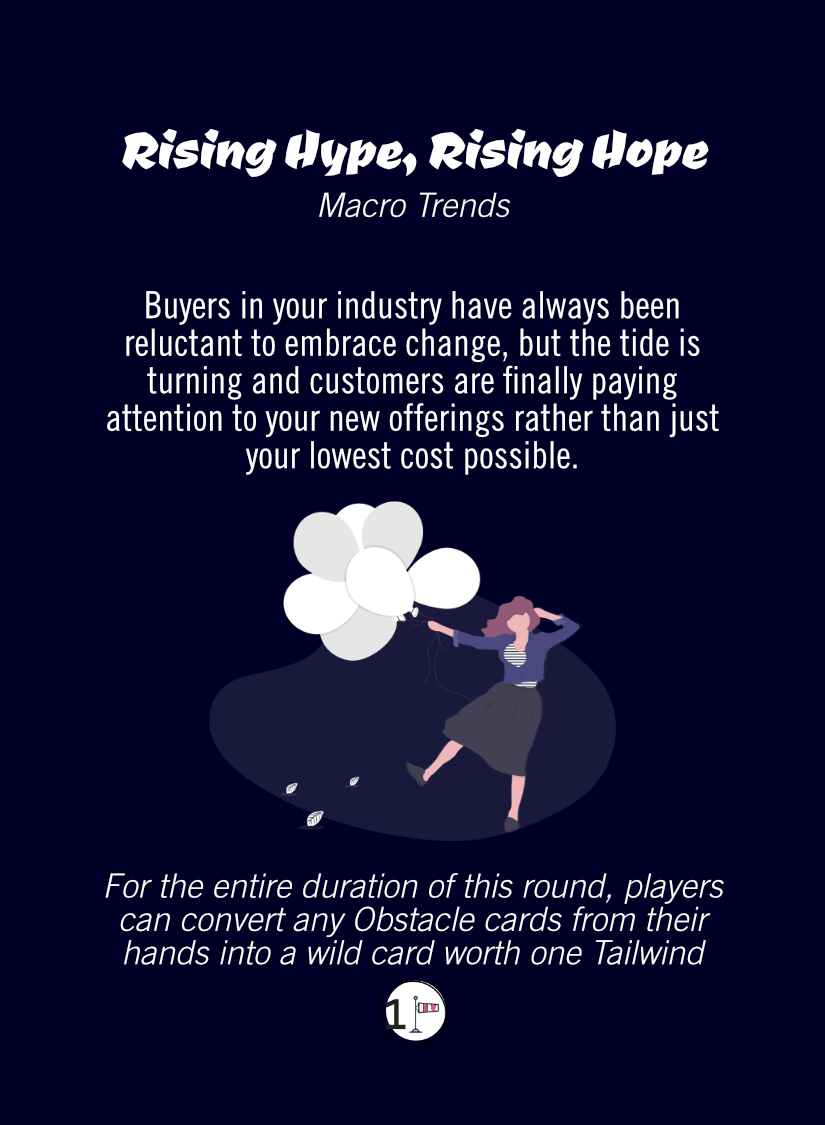 Rising Hype, Rising Hope
Macro Trends
Buyers in your industry have always been
reluctant to embrace change, but the tide is
turning and customers are finally paying
attention to your new offerings rather than just
your lowest cost possible.
For the entire duration of this round, players
can convert any Obstacle cards from their
hands into a wild card worth one Tailwind
1